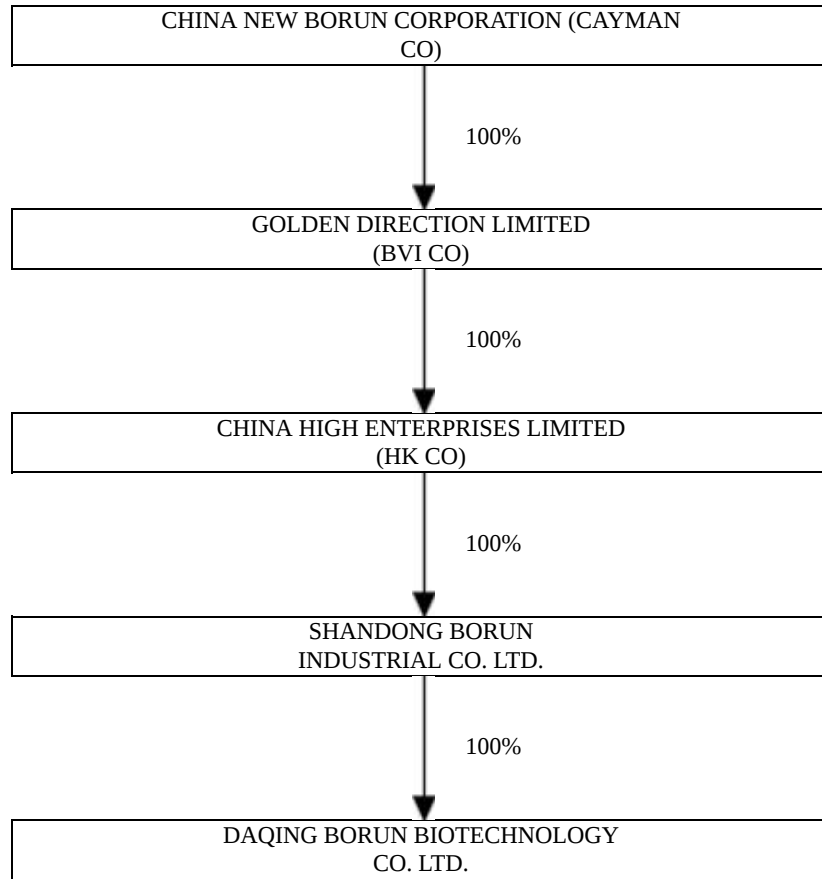 CHINA NEW BORUN CORPORATION (CAYMAN
CO)
100%
GOLDEN DIRECTION LIMITED
(BVI CO)
100%
CHINA HIGH ENTERPRISES LIMITED
(HK CO)
100%
SHANDONG BORUN
INDUSTRIAL CO. LTD.
100%
DAQING BORUN BIOTECHNOLOGY
CO. LTD.